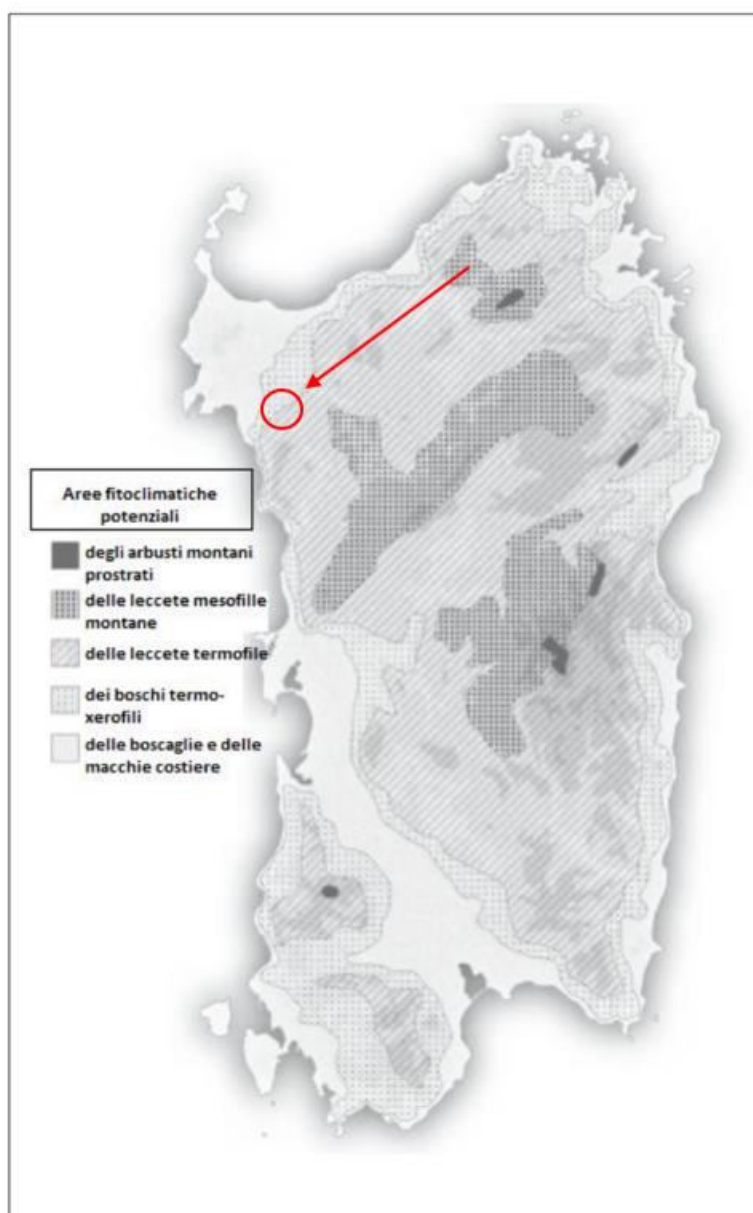 Aree fitoclimatiche
potenziali
degli arbusti montani
prostrati
delle leccete mesofille
montane
delle leccete termofile
dei boschi termo-
xerofili
delle boscaglie e delle
macchie costiere